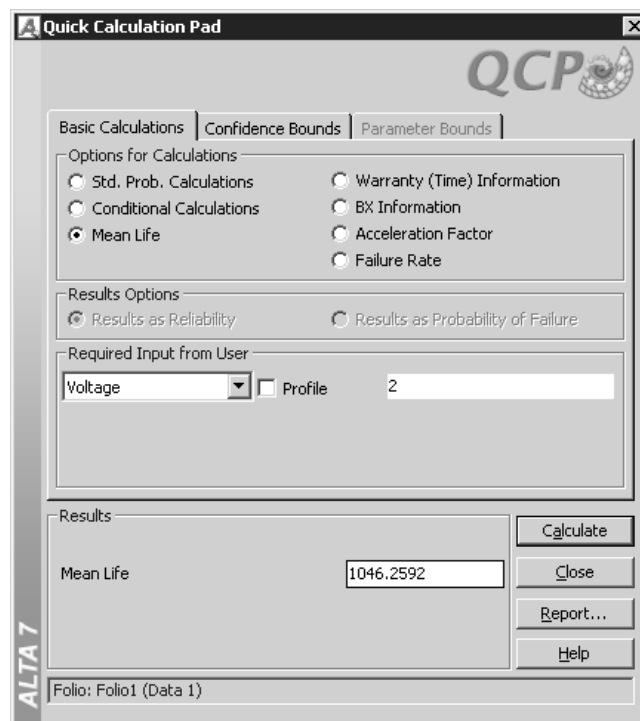 Quick Calculation Pad
QCP
Basic Calculations
Confidence Bounds
Parameter Bounds
Options for Calculations
Std. Prob. Calculations
Warranty (Time) Information
Conditional Calculations
BX Information
Mean Life
Acceleration Factor
Failure Rate
Results Options
Results as Reliability
Results as Probability of Failure
Required Input from User
Voltage
Profile
2
Results
Mean Life
1046.2592
Calculate
Close
Report...
Help
ALTA 7
Folio: Folio1 (Data 1)